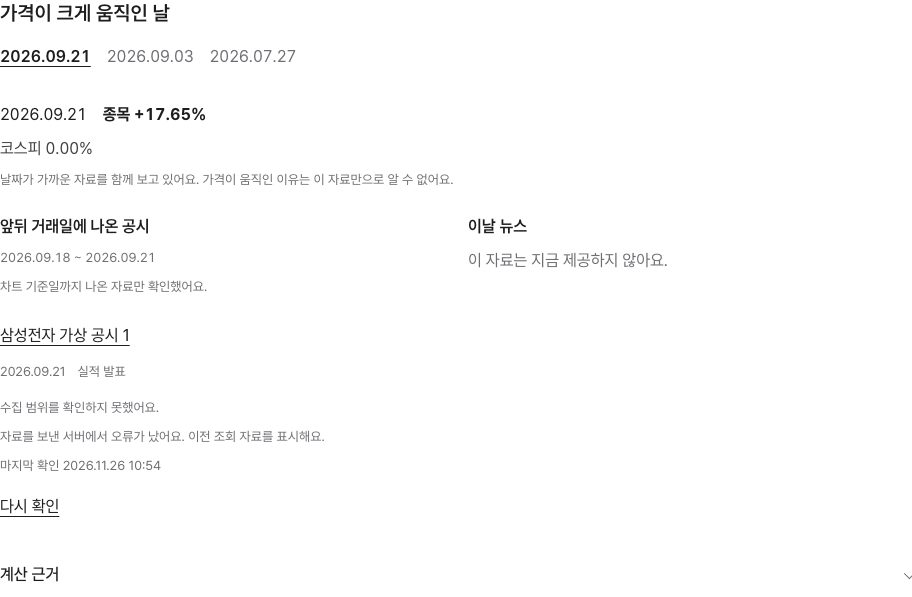 가격이 크게 움직인 날
2026.09.21 2026.09.03 2026.07.27
2026.09.21 종목 +17.65%
코스피 0.00%
날짜가 가까운 자료를 함께 보고 있어요. 가격이 움직인 이유는 이 자료만으로 알 수 없어요.
앞뒤 거래일에 나온 공시
2026.09.18 ~ 2026.09.21
차트 기준일까지 나온 자료만 확인했어요.
삼성전자 가상 공시 1
2026.09.21 실적 발표
수집 범위를 확인하지 못했어요.
자료를 보낸 서버에서 오류가 났어요. 이전 조회 자료를 표시해요.
마지막 확인 2026.11.26 10:54
다시 확인
이날 뉴스
이 자료는 지금 제공하지 않아요.
계산 근거